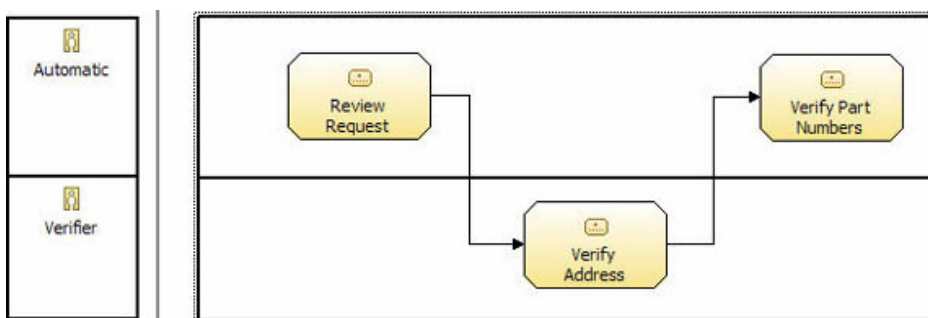 Automatic
Review
Request
Verify Part
Numbers
Verifier
Verify
Address